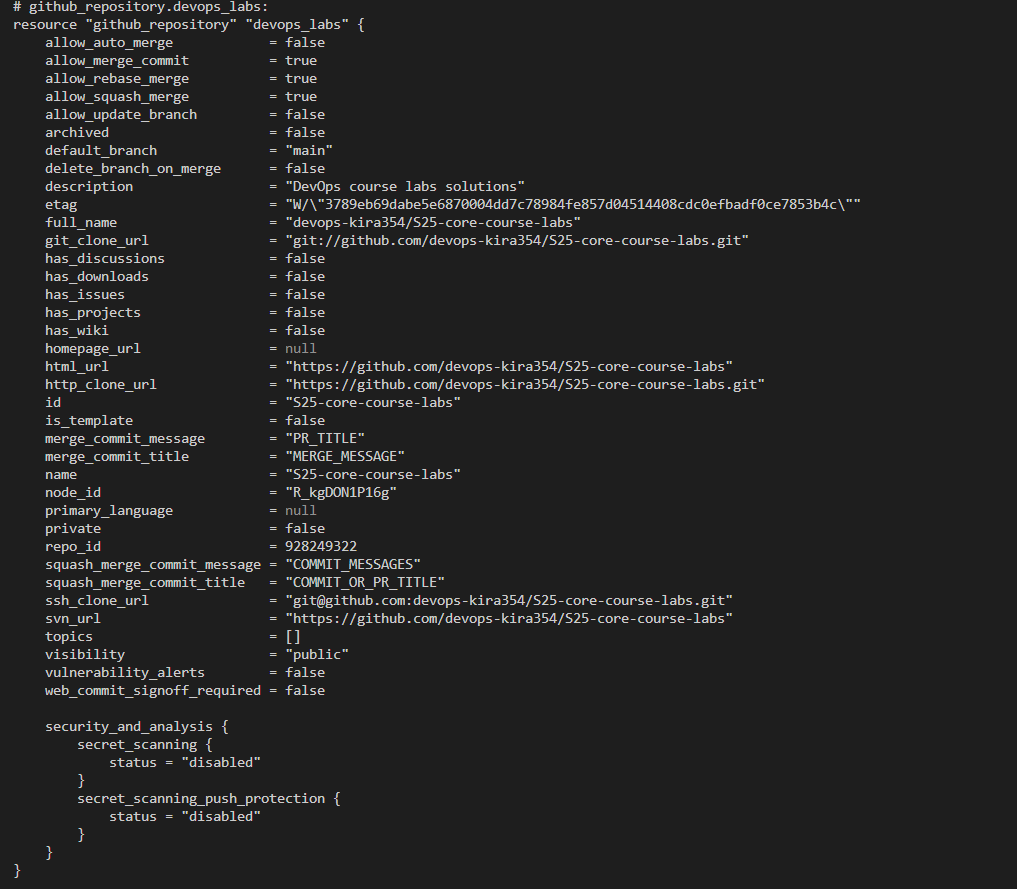 # github_repository.devops_labs:
resource "github_repository" "devops_labs" {
    allow_auto_merge            = false
    allow_merge_commit          = true
    allow_rebase_merge          = true
    allow_squash_merge          = true
    allow_update_branch         = false
    archived                    = false
    default_branch              = "main"
    delete_branch_on_merge      = false
    description                 = "DevOps course labs solutions"
    etag                        = "W/\"3789eb69dabe5e6870004dd7c78984fe857d04514408cdc0efbadf0ce7853b4c\""
    full_name                   = "devops-kira354/S25-core-course-labs"
    git_clone_url               = "git://github.com/devops-kira354/S25-core-course-labs.git"
    has_discussions             = false
    has_downloads               = false
    has_issues                  = false
    has_projects                = false
    has_wiki                    = false
    homepage_url                = null
    html_url                    = "https://github.com/devops-kira354/S25-core-course-labs"
    http_clone_url              = "https://github.com/devops-kira354/S25-core-course-labs.git"
    id                          = "S25-core-course-labs"
    is_template                 = false
    merge_commit_message        = "PR_TITLE"
    merge_commit_title          = "MERGE_MESSAGE"
    name                        = "S25-core-course-labs"
    node_id                     = "R_kgDON1P16g"
    primary_language            = null
    private                     = false
    repo_id                     = 928249322
    squash_merge_commit_message = "COMMIT_MESSAGES"
    squash_merge_commit_title   = "COMMIT_OR_PR_TITLE"
    ssh_clone_url               = "git@github.com:devops-kira354/S25-core-course-labs.git"
    svn_url                     = "https://github.com/devops-kira354/S25-core-course-labs"
    topics                      = []
    visibility                  = "public"
    vulnerability_alerts        = false
    web_commit_signoff_required = false

    security_and_analysis {
        secret_scanning {
            status = "disabled"
        }
        secret_scanning_push_protection {
            status = "disabled"
        }
    }
}